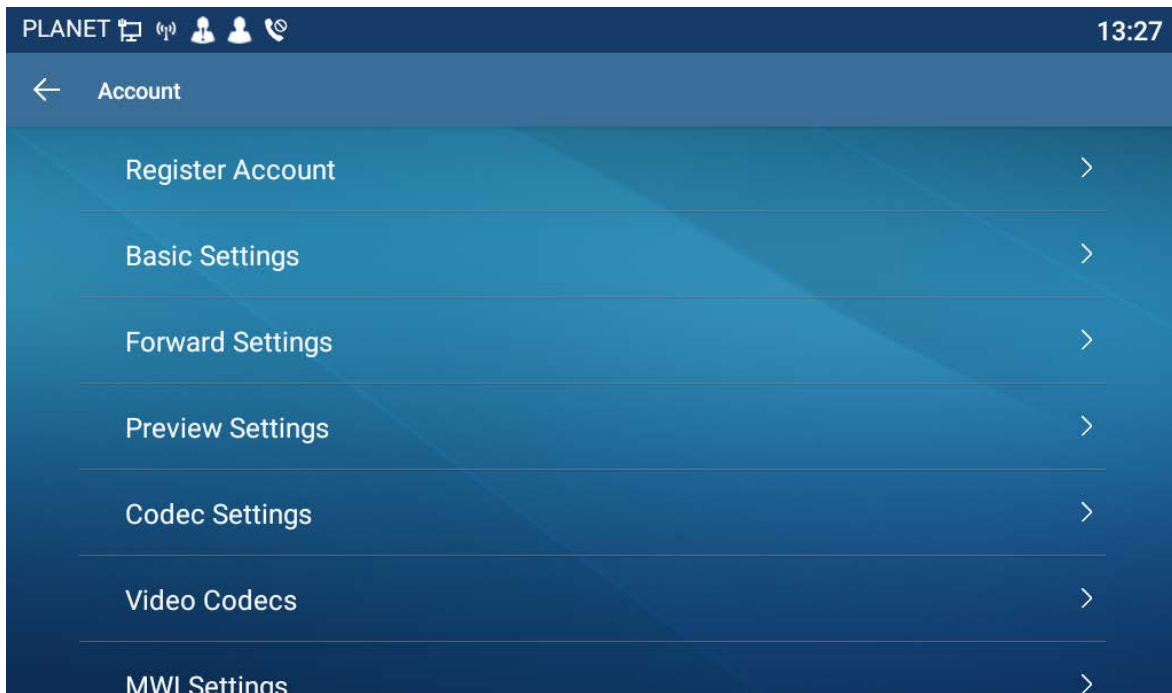 PLANET 13:27
Account
Register Account
Basic Settings
Forward Settings
Preview Settings
Codec Settings
Video Codecs
MWI Settings